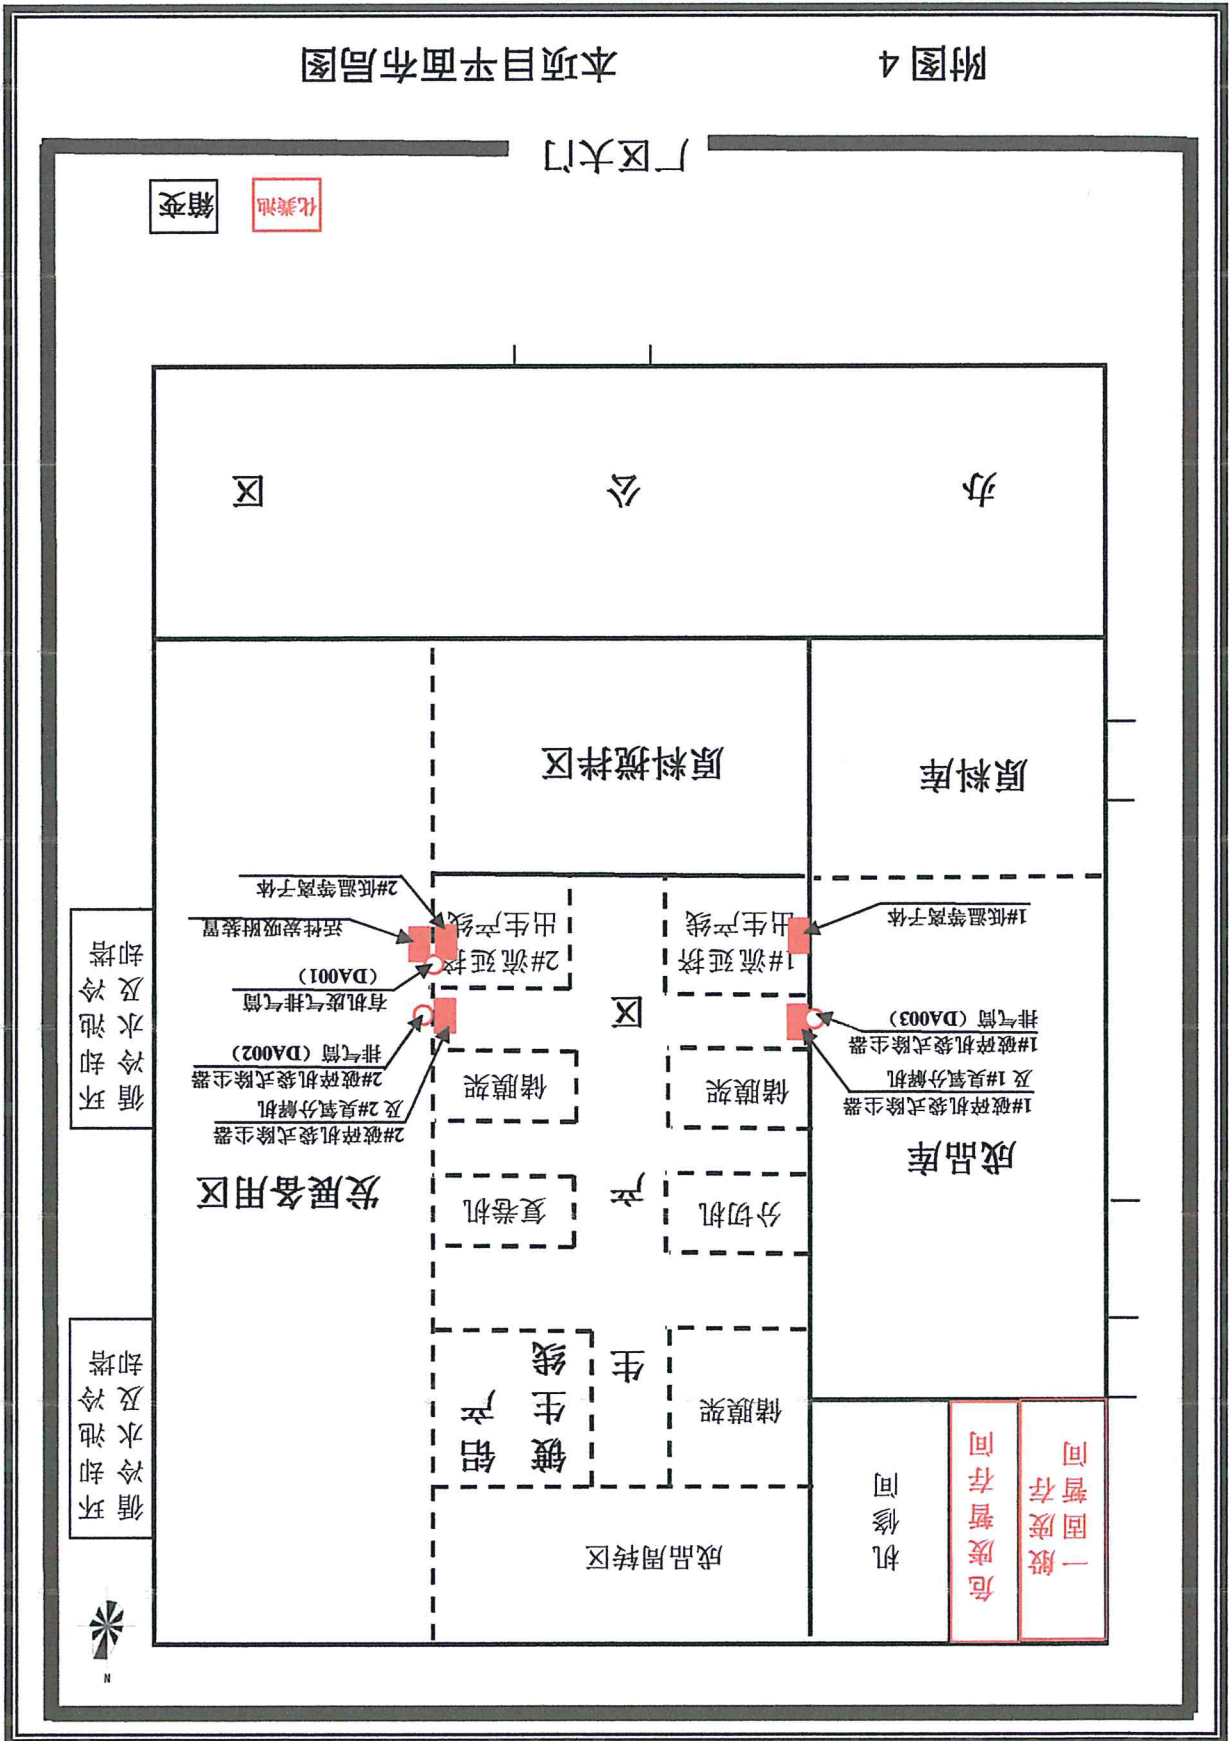 N
一般
固废
暂存
间
危废暂存间
机修间
成品周转区
循环
冷却
水池
及冷
却塔
储膜架
生
镀铝
生产
线
成品库
分切机
产
复卷机
发展备用区
1#破碎机袋式除尘器
及 1#臭氧分解机
1#破碎机袋式除尘器
排气筒（DA003）
储膜架
储膜架
2#破碎机袋式除尘器
及 2#臭氧分解机
2#破碎机袋式除尘器
排气筒（DA002）
循环
冷却
水池
及冷
却塔
区
有机废气排气筒
（DA001）
1#低温等离子体
1#流延挤
出生产线
2#流延挤
出生产线
活性炭吸附装置
2#低温等离子体
原料库
原料搅拌区
办 公 区
化粪池
箱变
厂区大门
附图 4
本项目平面布局图